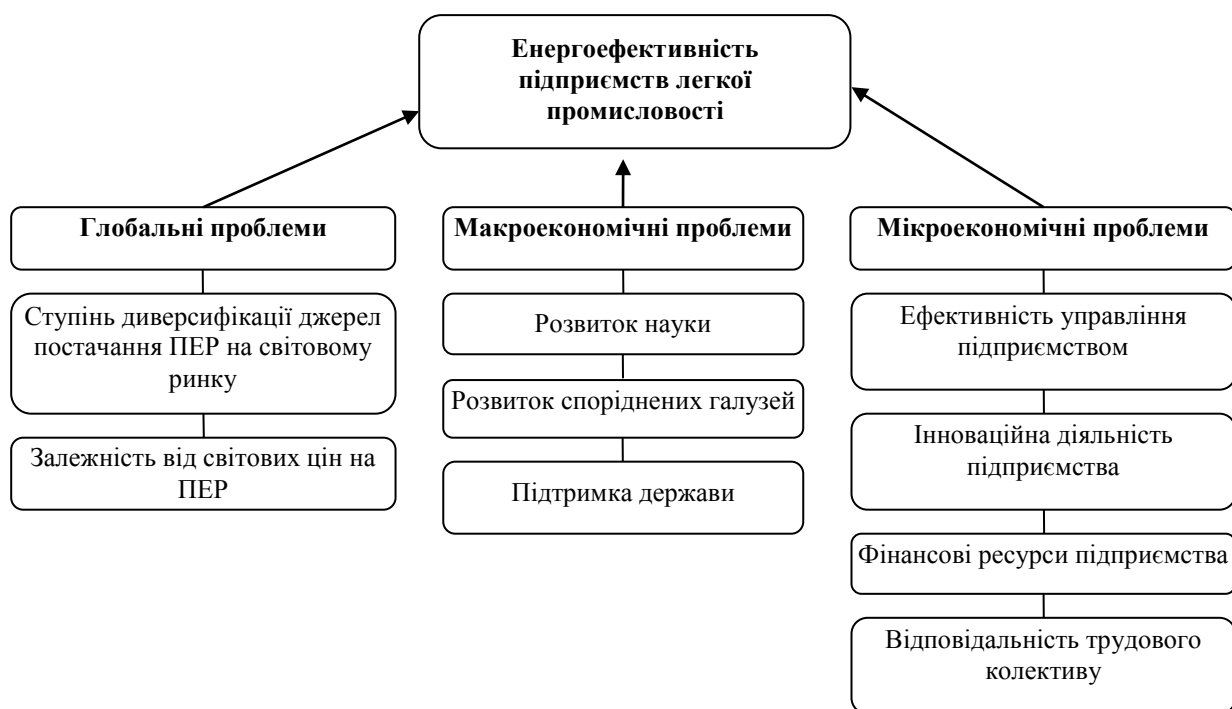 Енергоефективність
підприємств легкої
промисловості
Глобальні проблеми
Ступінь диверсифікації джерел
постачання ПЕР на світовому
ринку
Залежність від світових цін на
ПЕР
Макроекономічні проблеми
Розвиток науки
Розвиток споріднених галузей
Підтримка держави
Мікроекономічні проблеми
Ефективність управління
підприємством
Інноваційна діяльність
підприємства
Фінансові ресурси підприємства
Відповідальність трудового
колективу